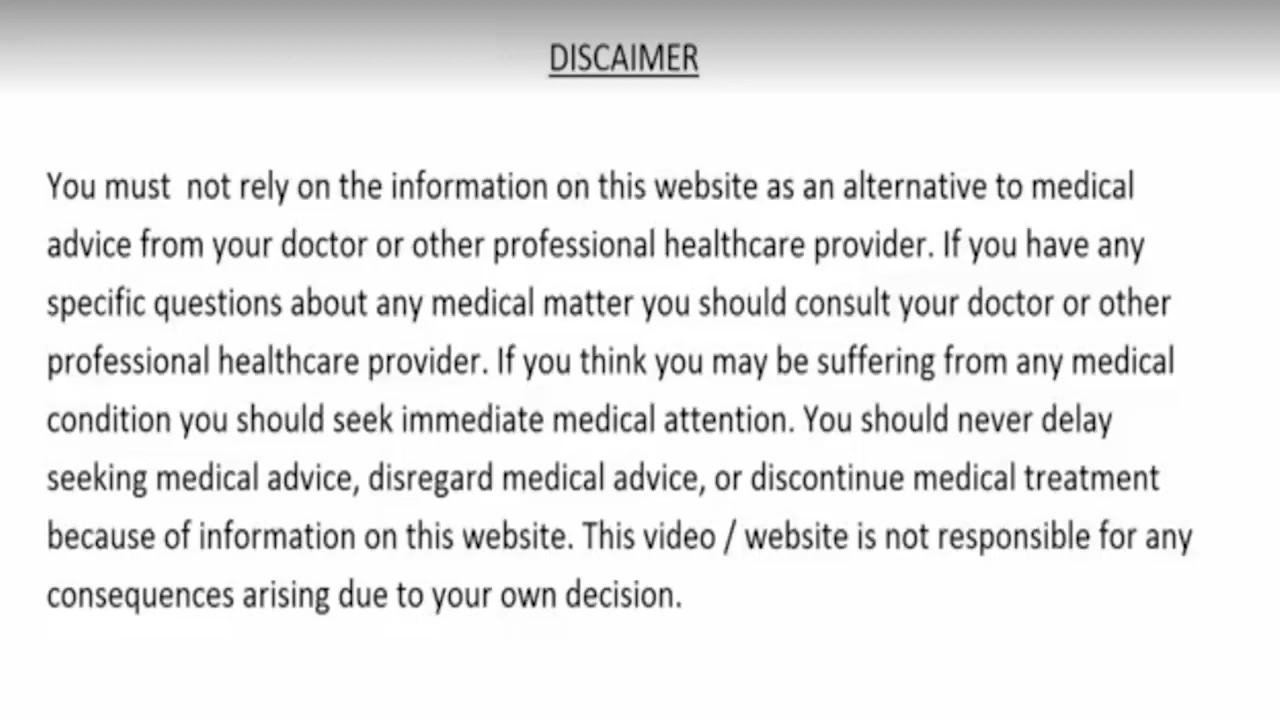 DISCAIMER
You must  not rely on the information on this website as an alternative to medical
advice from your doctor or other professional healthcare provider. If you have any
specific questions about any medical matter you should consult your doctor or other
professional healthcare provider. If you think you may be suffering from any medical
condition you should seek immediate medical attention. You should never delay
seeking medical advice, disregard medical advice, or discontinue medical treatment
because of information on this website. This video / website is not responsible for any
consequences arising due to your own decision.